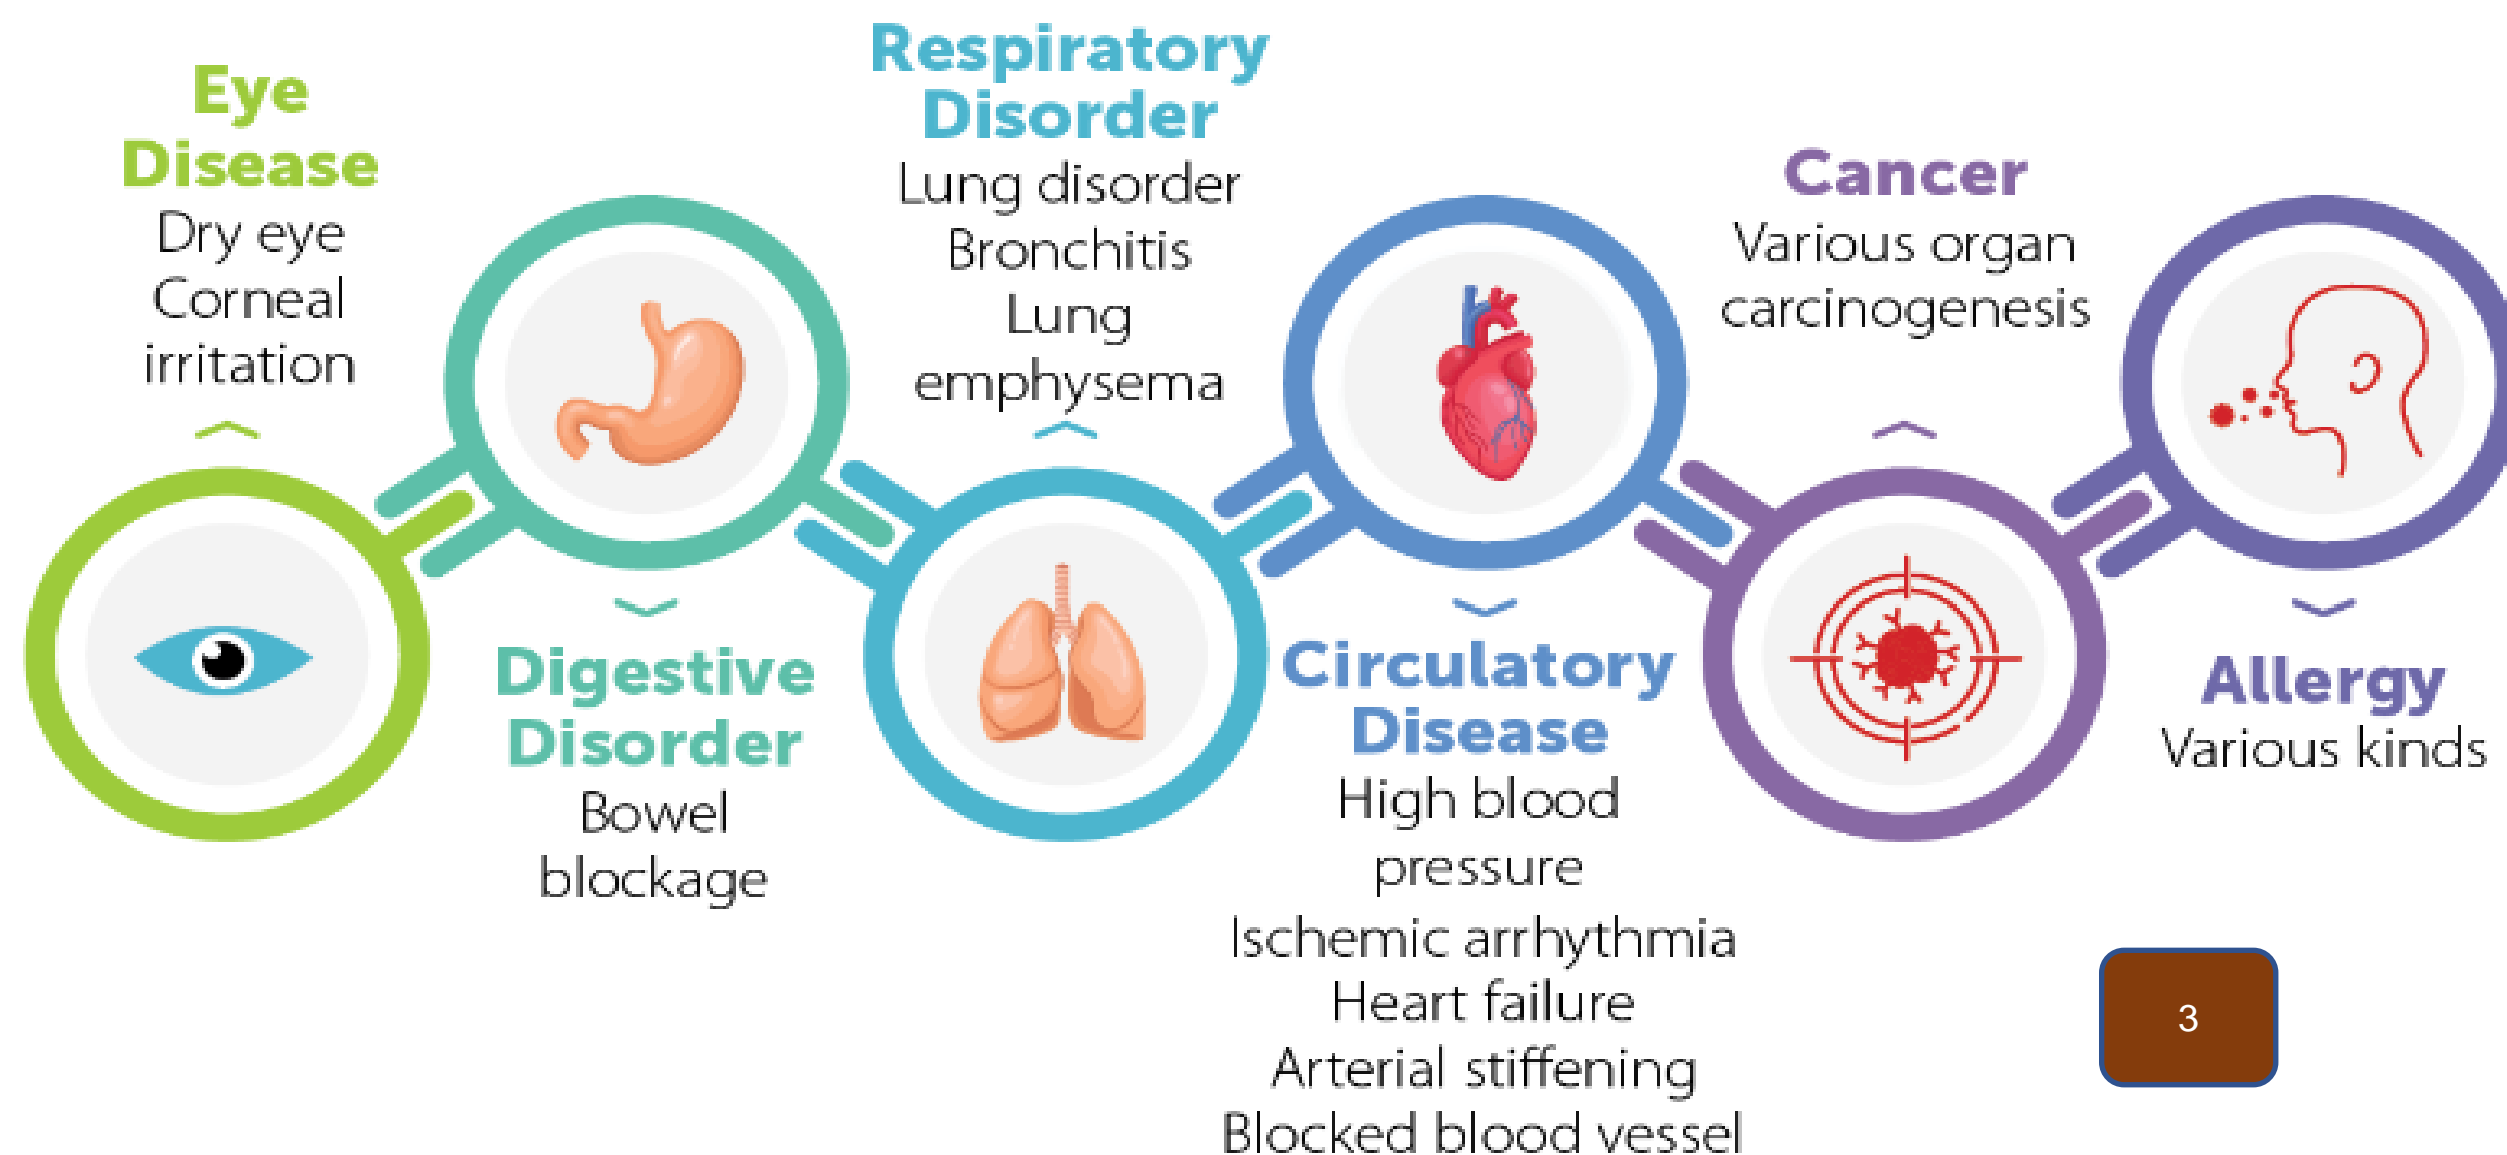 Eye
Disease
Dry eye
Corneal
irritation
Digestive
Disorder
Bowel
blockage
Respiratory
Disorder
Lung disorder
Bronchitis
Lung
emphysema
Circulatory
Disease
High blood
pressure
Ischemic arrhythmia
Heart failure
Arterial stiffening
Blocked blood vessel
Cancer
Various organ
carcinogenesis
Allergy
Various kinds
3